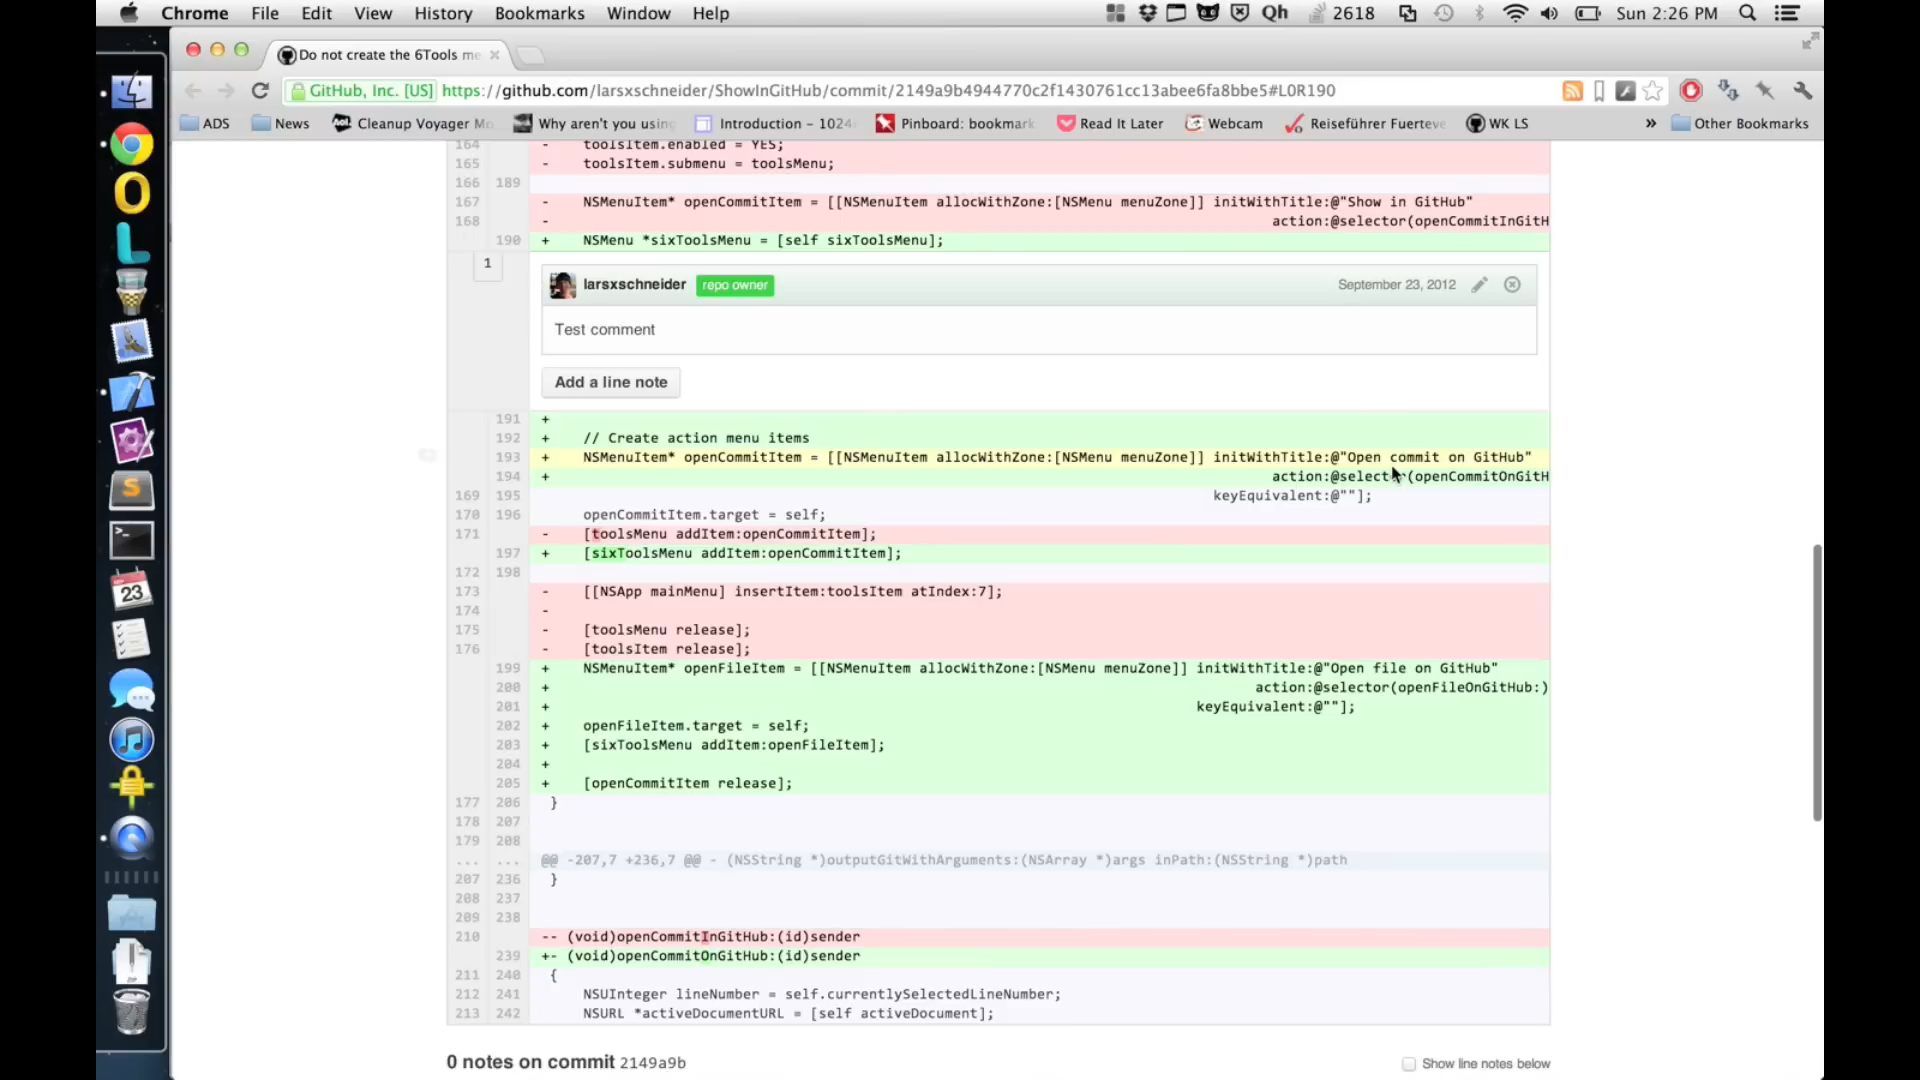 Chrome File Edit View History Bookmarks Window Help Qh 2618 Sun 2:26 PM
Do not create the 6Tools me
GitHub, Inc. [US] https://github.com/larsxschneider/ShowInGitHub/commit/2149a9b4944770c2f1430761cc13abee6fa8bbe5#L0R190
ADS News Cleanup Voyager Mo Why aren't you using Introduction - 1024 Pinboard: bookmark Read It Later Webcam Reiseführer Fuerteve WK LS » Other Bookmarks
164 - toolsItem.enabled = YES;
165 - toolsItem.submenu = toolsMenu;
166 189
167 - NSMenuItem* openCommitItem = [[NSMenuItem allocWithZone:[NSMenu menuZone]] initWithTitle:@"Show in GitHub"
168 - action:@selector(openCommitInGitH
190 + NSMenu *sixToolsMenu = [self sixToolsMenu];
1
larsxschneider repo owner September 23, 2012
Test comment
Add a line note
191 +
192 + // Create action menu items
193 + NSMenuItem* openCommitItem = [[NSMenuItem allocWithZone:[NSMenu menuZone]] initWithTitle:@"Open commit on GitHub"
194 + action:@selector(openCommitOnGitH
169 195 keyEquivalent:@""];
170 196 openCommitItem.target = self;
171 - [toolsMenu addItem:openCommitItem];
197 + [sixToolsMenu addItem:openCommitItem];
172 198
173 - [[NSApp mainMenu] insertItem:toolsItem atIndex:7];
174 -
175 - [toolsMenu release];
176 - [toolsItem release];
199 + NSMenuItem* openFileItem = [[NSMenuItem allocWithZone:[NSMenu menuZone]] initWithTitle:@"Open file on GitHub"
200 + action:@selector(openFileOnGitHub:)
201 + keyEquivalent:@""];
202 + openFileItem.target = self;
203 + [sixToolsMenu addItem:openFileItem];
204 +
205 + [openCommitItem release];
177 206 }
178 207
179 208
... ... @@ -207,7 +236,7 @@ - (NSString *)outputGitWithArguments:(NSArray *)args inPath:(NSString *)path
207 236 }
208 237
209 238
210 -- (void)openCommitInGitHub:(id)sender
239 +- (void)openCommitOnGitHub:(id)sender
211 240 {
212 241 NSUInteger lineNumber = self.currentlySelectedLineNumber;
213 242 NSURL *activeDocumentURL = [self activeDocument];
0 notes on commit 2149a9b Show line notes below
23